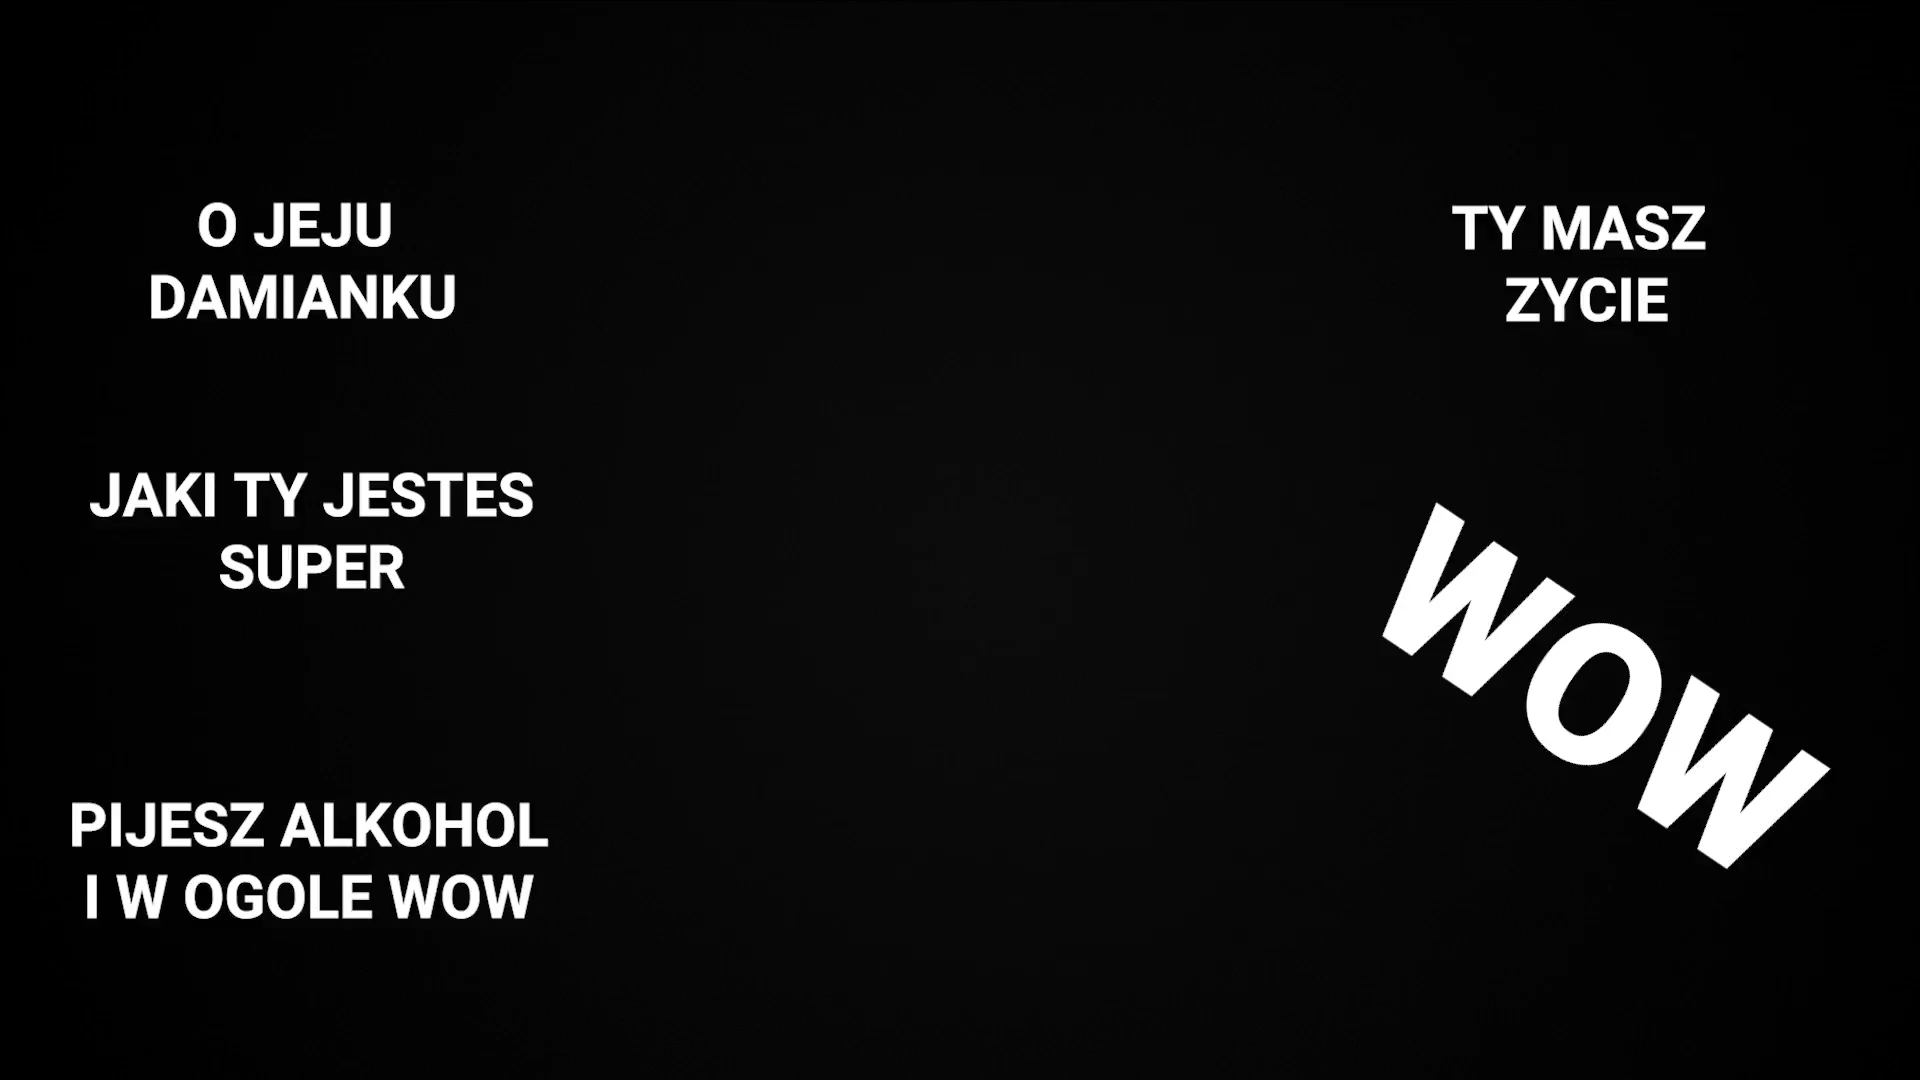 O JEJU
DAMIANKU
JAKI TY JESTES
SUPER
PIJESZ ALKOHOL
I W OGOLE WOW
TY MASZ
ZYCIE
WOW